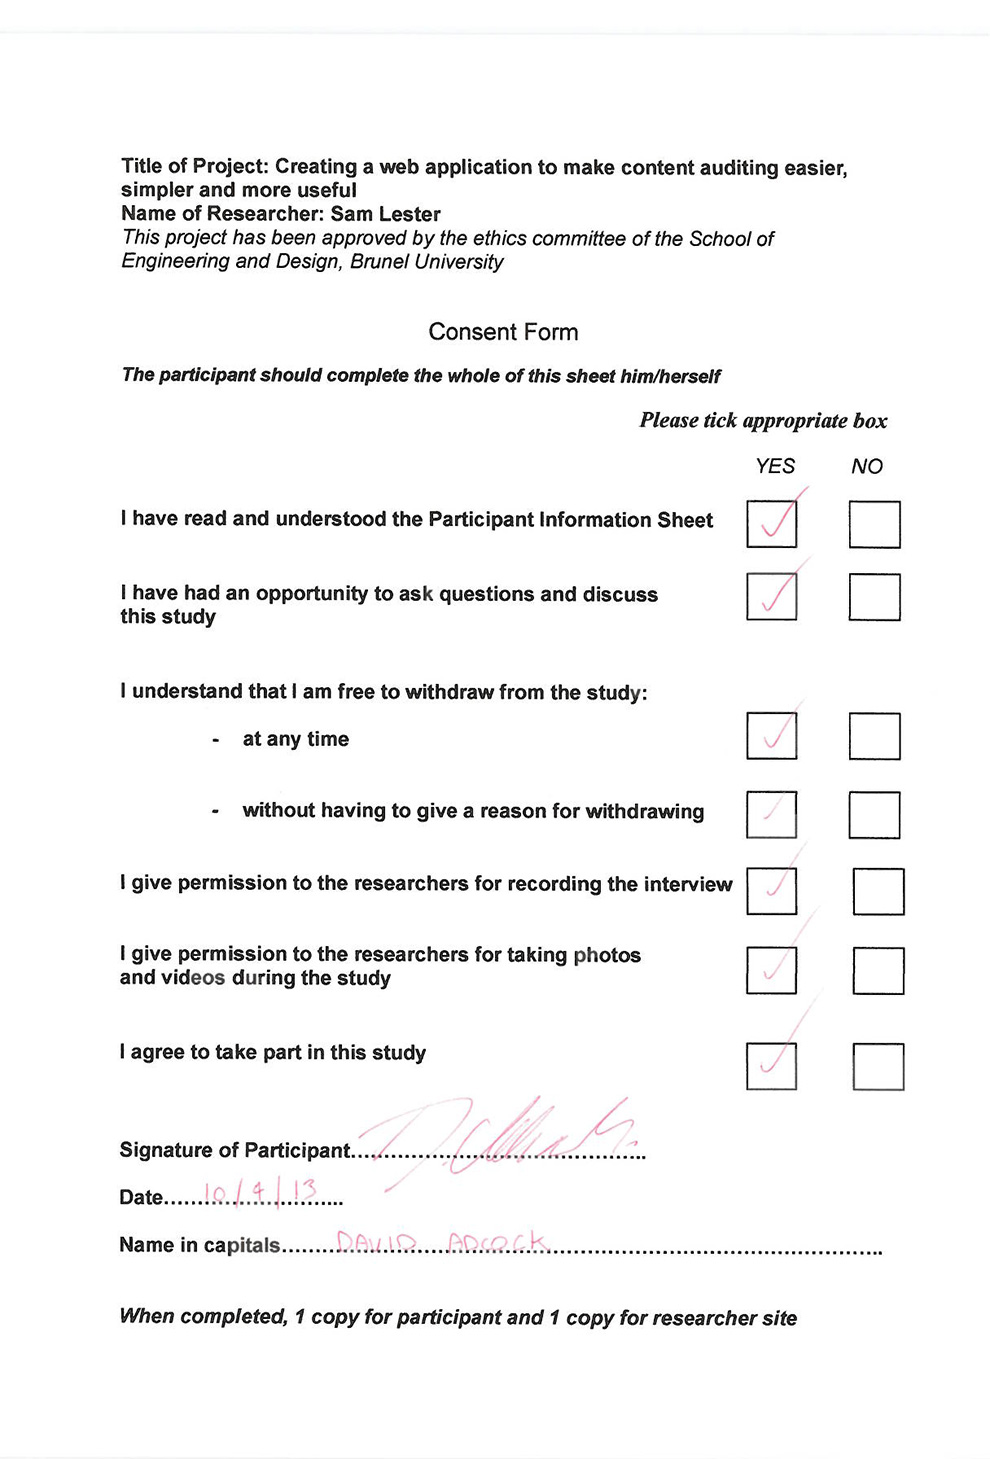 Title of Project: Creating a web application to make content auditing easier,
simpler and more useful
Name of Researcher: Sam Lester
This project has been approved by the ethics committee of the School of
Engineering and Design, Brunel University
Consent Form
The participant should complete the whole of this sheet him/herself
Please tick appropriate box
YES NO
I have read and understood the Participant Information Sheet
I have had an opportunity to ask questions and discuss
this study
I understand that I am free to withdraw from the study:
- at any time
- without having to give a reason for withdrawing
I give permission to the researchers for recording the interview
I give permission to the researchers for taking photos
and videos during the study
I agree to take part in this study
Signature of Participant
Date 10/4/13
Name in capitals DAVID ADCOCK
When completed, 1 copy for participant and 1 copy for researcher site